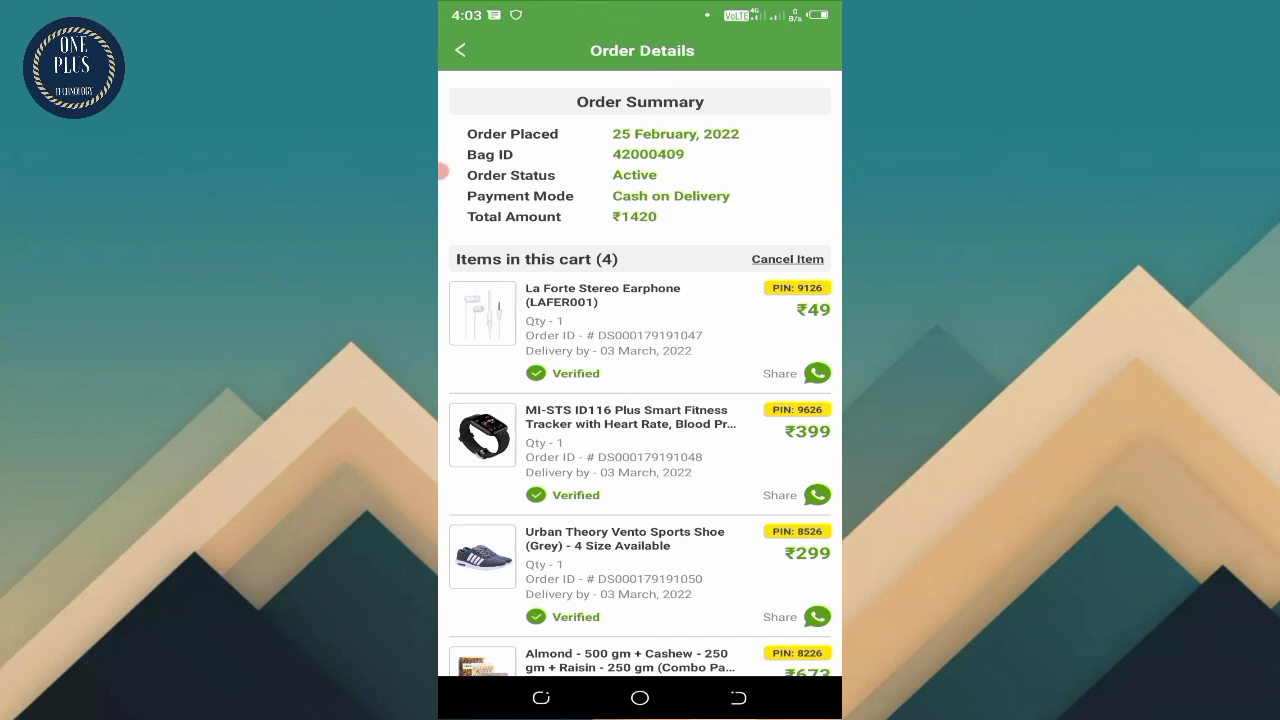 ONE
PLUS
TECHNOLOGY
4:03
VoLTE 4G 0 B/s
Order Details
Order Summary
Order Placed 25 February, 2022
Bag ID 42000409
Order Status Active
Payment Mode Cash on Delivery
Total Amount ₹1420
Items in this cart (4) Cancel Item
La Forte Stereo Earphone PIN: 9126
(LAFER001) ₹49
Qty - 1
Order ID - # DS000179191047
Delivery by - 03 March, 2022
Verified Share
MI-STS ID116 Plus Smart Fitness PIN: 9626
Tracker with Heart Rate, Blood Pr... ₹399
Qty - 1
Order ID - # DS000179191048
Delivery by - 03 March, 2022
Verified Share
Urban Theory Vento Sports Shoe PIN: 8526
(Grey) - 4 Size Available ₹299
Qty - 1
Order ID - # DS000179191050
Delivery by - 03 March, 2022
Verified Share
Almond - 500 gm + Cashew - 250 PIN: 8226
gm + Raisin - 250 gm (Combo Pa... ₹673